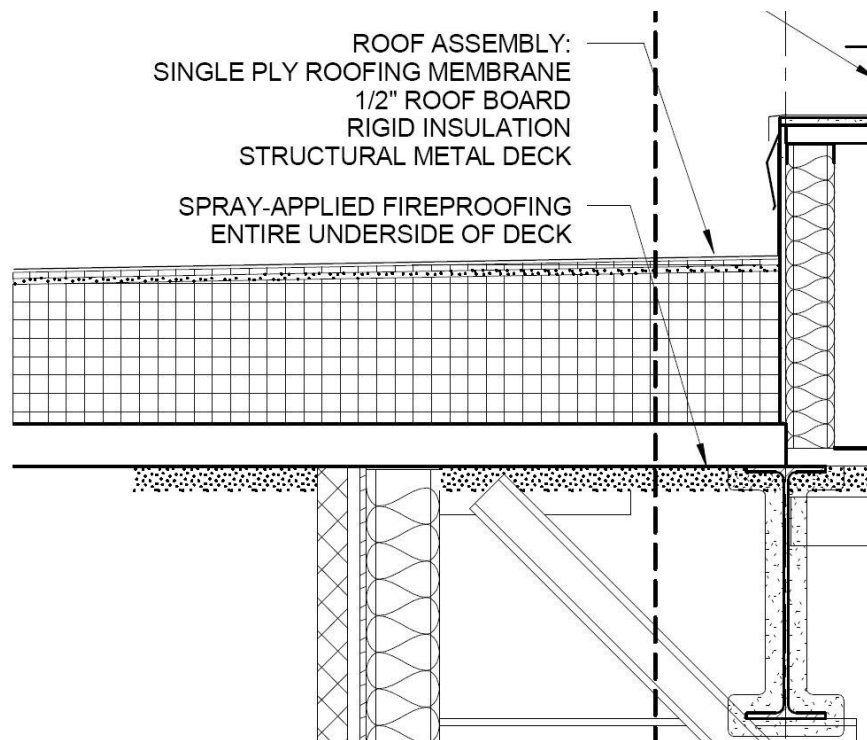 ROOF ASSEMBLY:
SINGLE PLY ROOFING MEMBRANE
1/2" ROOF BOARD
RIGID INSULATION
STRUCTURAL METAL DECK
SPRAY-APPLIED FIREPROOFING
ENTIRE UNDERSIDE OF DECK